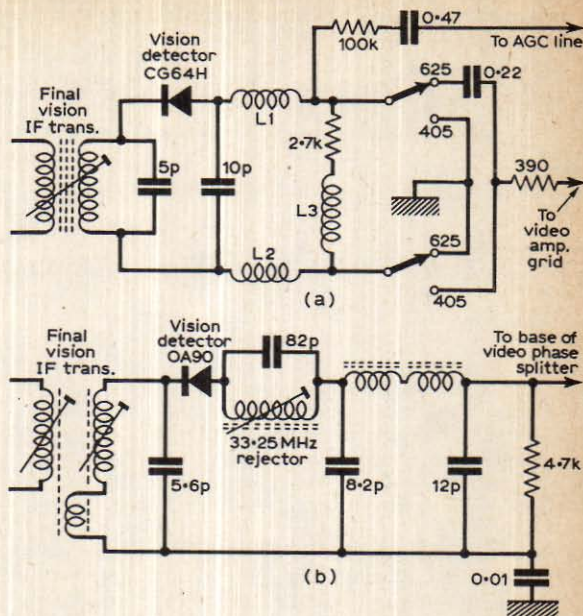 0·47
100k
To AGC line
Vision
detector
CG64H
625
0·22
Final
vision
IF trans.
L1
405
2·7k
5p
10p
390
L3
To
video
amp.
grid
625
L2
405
(a)
Final
vision
IF trans.
Vision
detector
OA90
82p
To base of
video phase
splitter
33·25 MHz
rejector
4·7k
5·6p
8·2p
12p
(b)
0·01